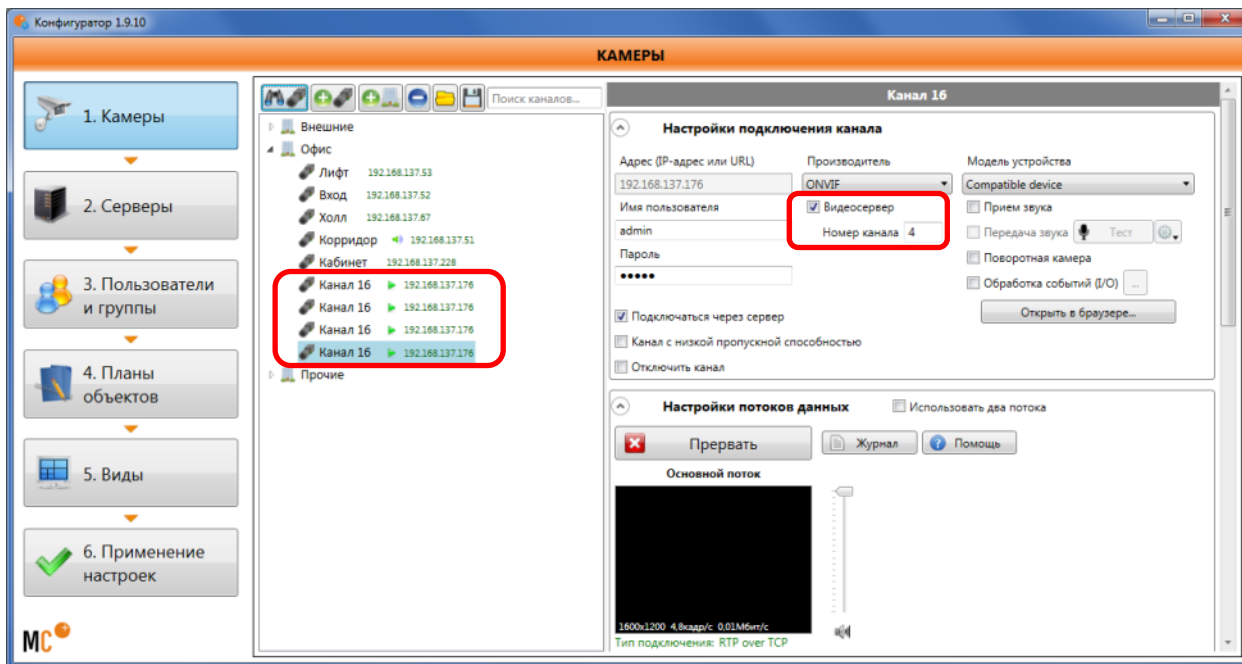 Конфигуратор 1.9.10
КАМЕРЫ
1. Камеры
2. Серверы
3. Пользователи
и группы
4. Планы
объектов
5. Виды
6. Применение
настроек
MC
Поиск каналов...
Внешние
Офис
Лифт 192.168.137.53
Вход 192.168.137.52
Холл 192.168.137.67
Корридор 192.168.137.51
Кабинет 192.168.137.228
Канал 16 192.168.137.176
Канал 16 192.168.137.176
Канал 16 192.168.137.176
Канал 16 192.168.137.176
Прочие
Канал 16
Настройки подключения канала
Адрес (IP-адрес или URL) Производитель Модель устройства
192.168.137.176 ONVIF Compatible device
Имя пользователя Видеосервер Прием звука
admin Номер канала 4 Передача звука Тест
Пароль Поворотная камера
••••• Обработка событий (I/O) ...
Подключаться через сервер Открыть в браузере...
Канал с низкой пропускной способностью
Отключить канал
Настройки потоков данных Использовать два потока
Прервать Журнал Помощь
Основной поток
1600x1200 4,8кадр/с 0,01Мбит/с
Тип подключения: RTP over TCP